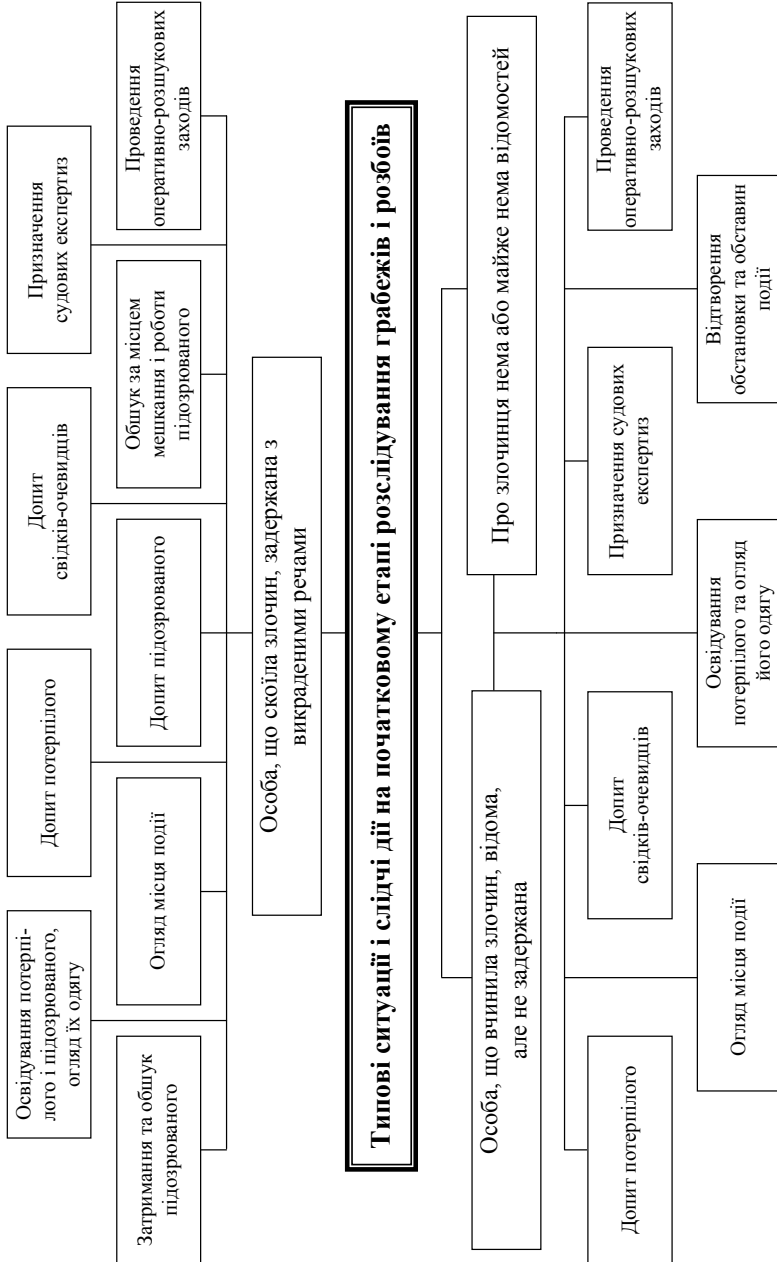 Освідування потерпі-
лого і підозрюваного,
огляд їх одягу
Допит потерпілого
Допит
свідків-очевидців
Призначення
судових експертиз
Затримання та обшук
підозрюваного
Огляд місця події
Допит підозрюваного
Обшук за місцем
мешкання і роботи
підозрюваного
Проведення
оперативно-розшукових
заходів
Особа, що скоїла злочин, задержана з
викраденими речами
Типові ситуації і слідчі дії на початковому етапі розслідування грабежів і розбоїв
Особа, що вчинила злочин, відома,
але не задержана
Про злочинця нема або майже нема відомостей
Допит потерпілого
Допит
свідків-очевидців
Призначення судових
експертиз
Проведення
оперативно-розшукових
заходів
Огляд місця події
Освідування
потерпілого та огляд
його одягу
Відтворення
обстановки та обставин
події